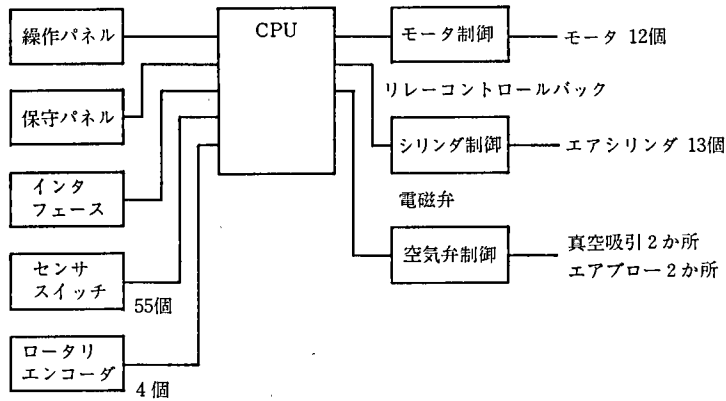 操作パネル
保守パネル
インタ
フェース
センサ
スイッチ
55個
ロータリ
エンコーダ
4個
CPU
モータ制御
モータ 12個
リレーコントロールバック
シリンダ制御
エアシリンダ 13個
電磁弁
空気弁制御
真空吸引2か所
エアブロー2か所